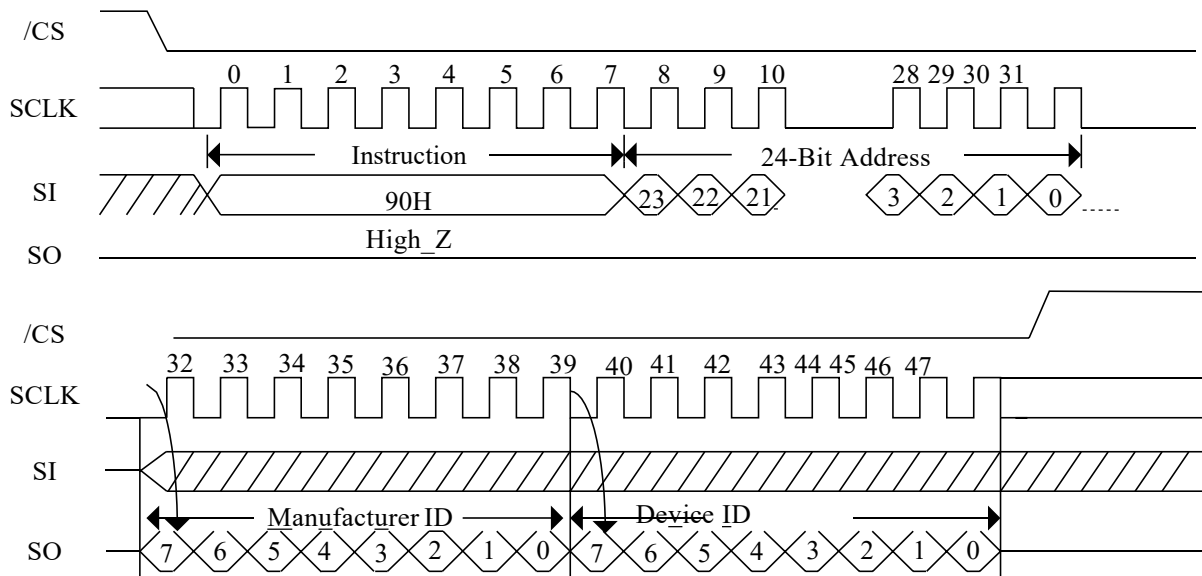 /CS
0 1 2 3 4 5 6 7 8 9 10 28 29 30 31
SCLK
Instruction 24-Bit Address
SI 90H 23 22 21 3 2 1 0
High_Z
SO
/CS
32 33 34 35 36 37 38 39 40 41 42 43 44 45 46 47
SCLK
SI
Manufacturer ID Device ID
SO 7 6 5 4 3 2 1 0 7 6 5 4 3 2 1 0